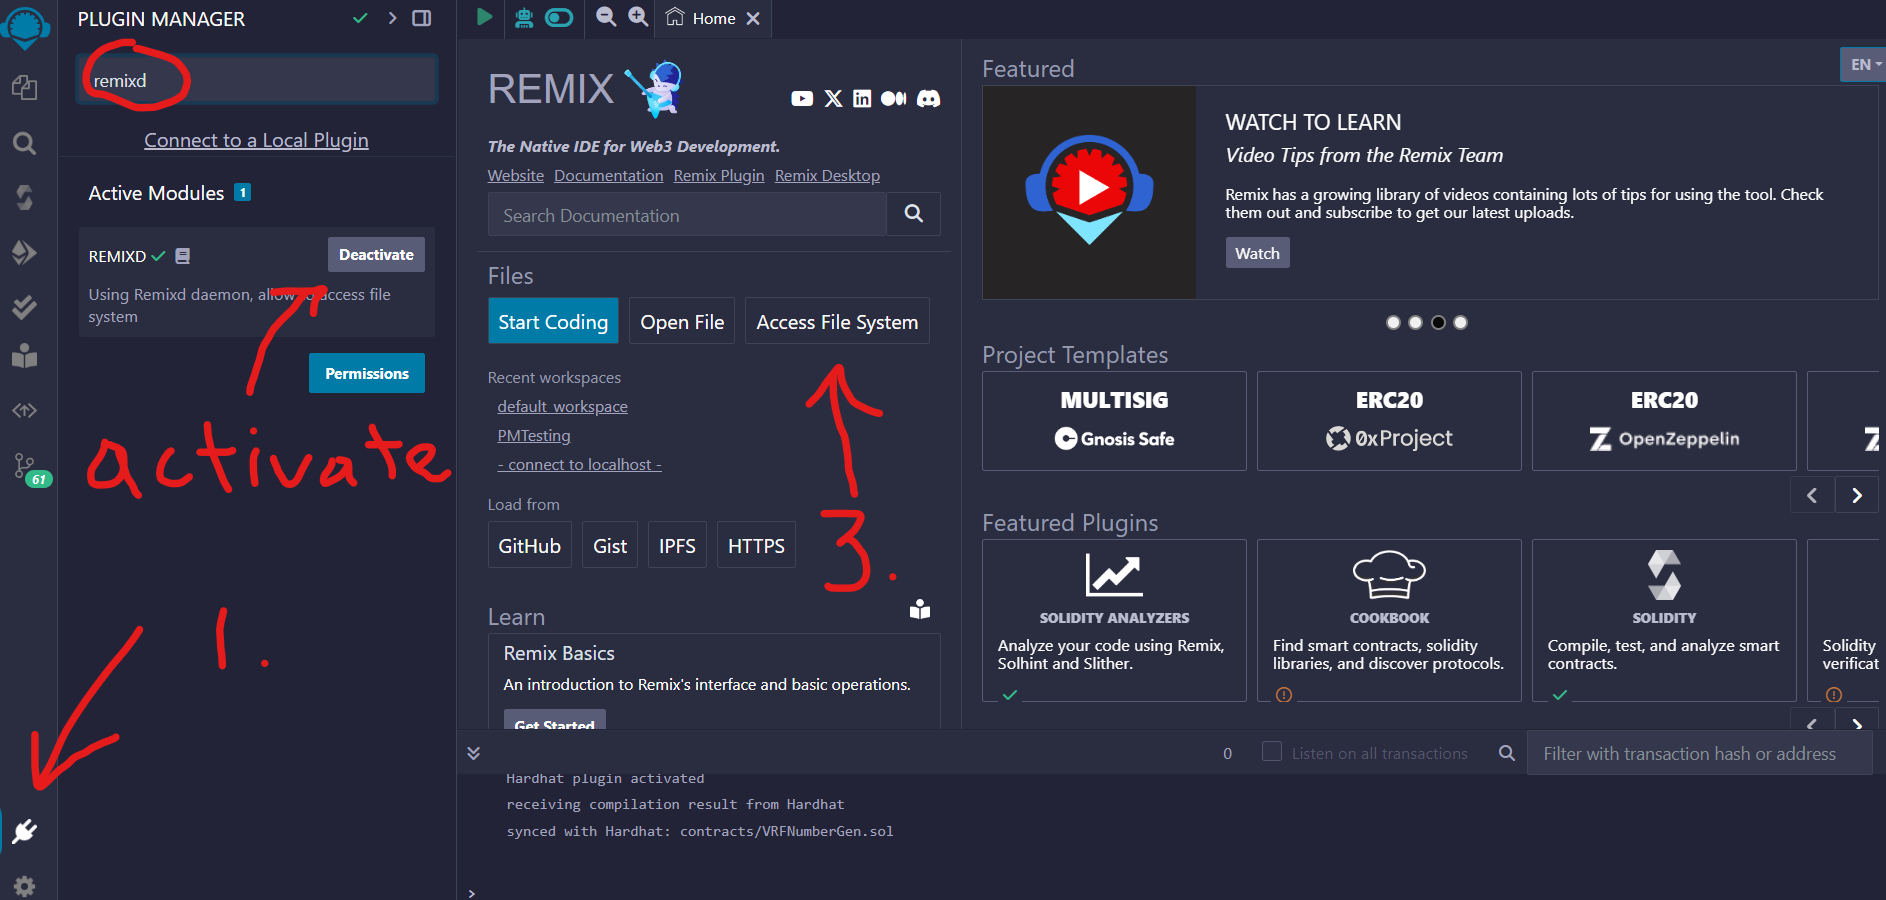 PLUGIN MANAGER
remixd
Connect to a Local Plugin
Active Modules 1
REMIXD
Deactivate
Using Remixd daemon, allow to access file
system
Permissions
activate
1.
61
Home
REMIX
The Native IDE for Web3 Development.
Website Documentation Remix Plugin Remix Desktop
Search Documentation
Files
Start Coding Open File Access File System
Recent workspaces
default_workspace
PMTesting
- connect to localhost -
3.
Load from
GitHub Gist IPFS HTTPS
Learn
Remix Basics
An introduction to Remix's interface and basic operations.
Get Started
Featured
EN
WATCH TO LEARN
Video Tips from the Remix Team
Remix has a growing library of videos containing lots of tips for using the tool. Check
them out and subscribe to get our latest uploads.
Watch
Project Templates
MULTISIG
Gnosis Safe
ERC20
0xProject
ERC20
OpenZeppelin
Featured Plugins
SOLIDITY ANALYZERS
Analyze your code using Remix,
Solhint and Slither.
COOKBOOK
Find smart contracts, solidity
libraries, and discover protocols.
SOLIDITY
Compile, test, and analyze smart
contracts.
Solidity
verificat
0
Listen on all transactions
Filter with transaction hash or address
Hardhat plugin activated
receiving compilation result from Hardhat
synced with Hardhat: contracts/VRFNumberGen.sol
>